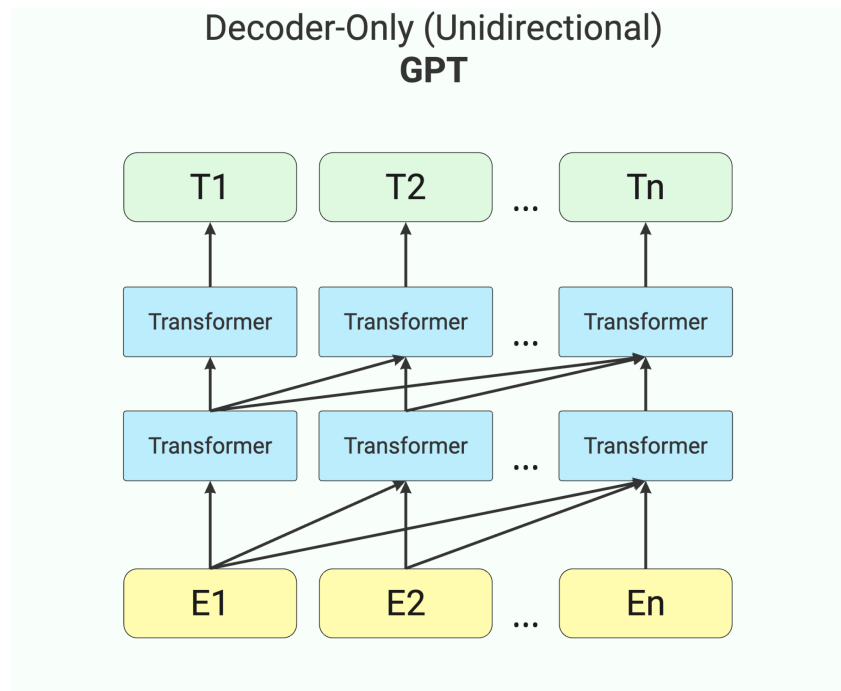 Decoder-Only (Unidirectional)
GPT
T1 T2 ... Tn
Transformer Transformer ... Transformer
Transformer Transformer ... Transformer
E1 E2 ... En